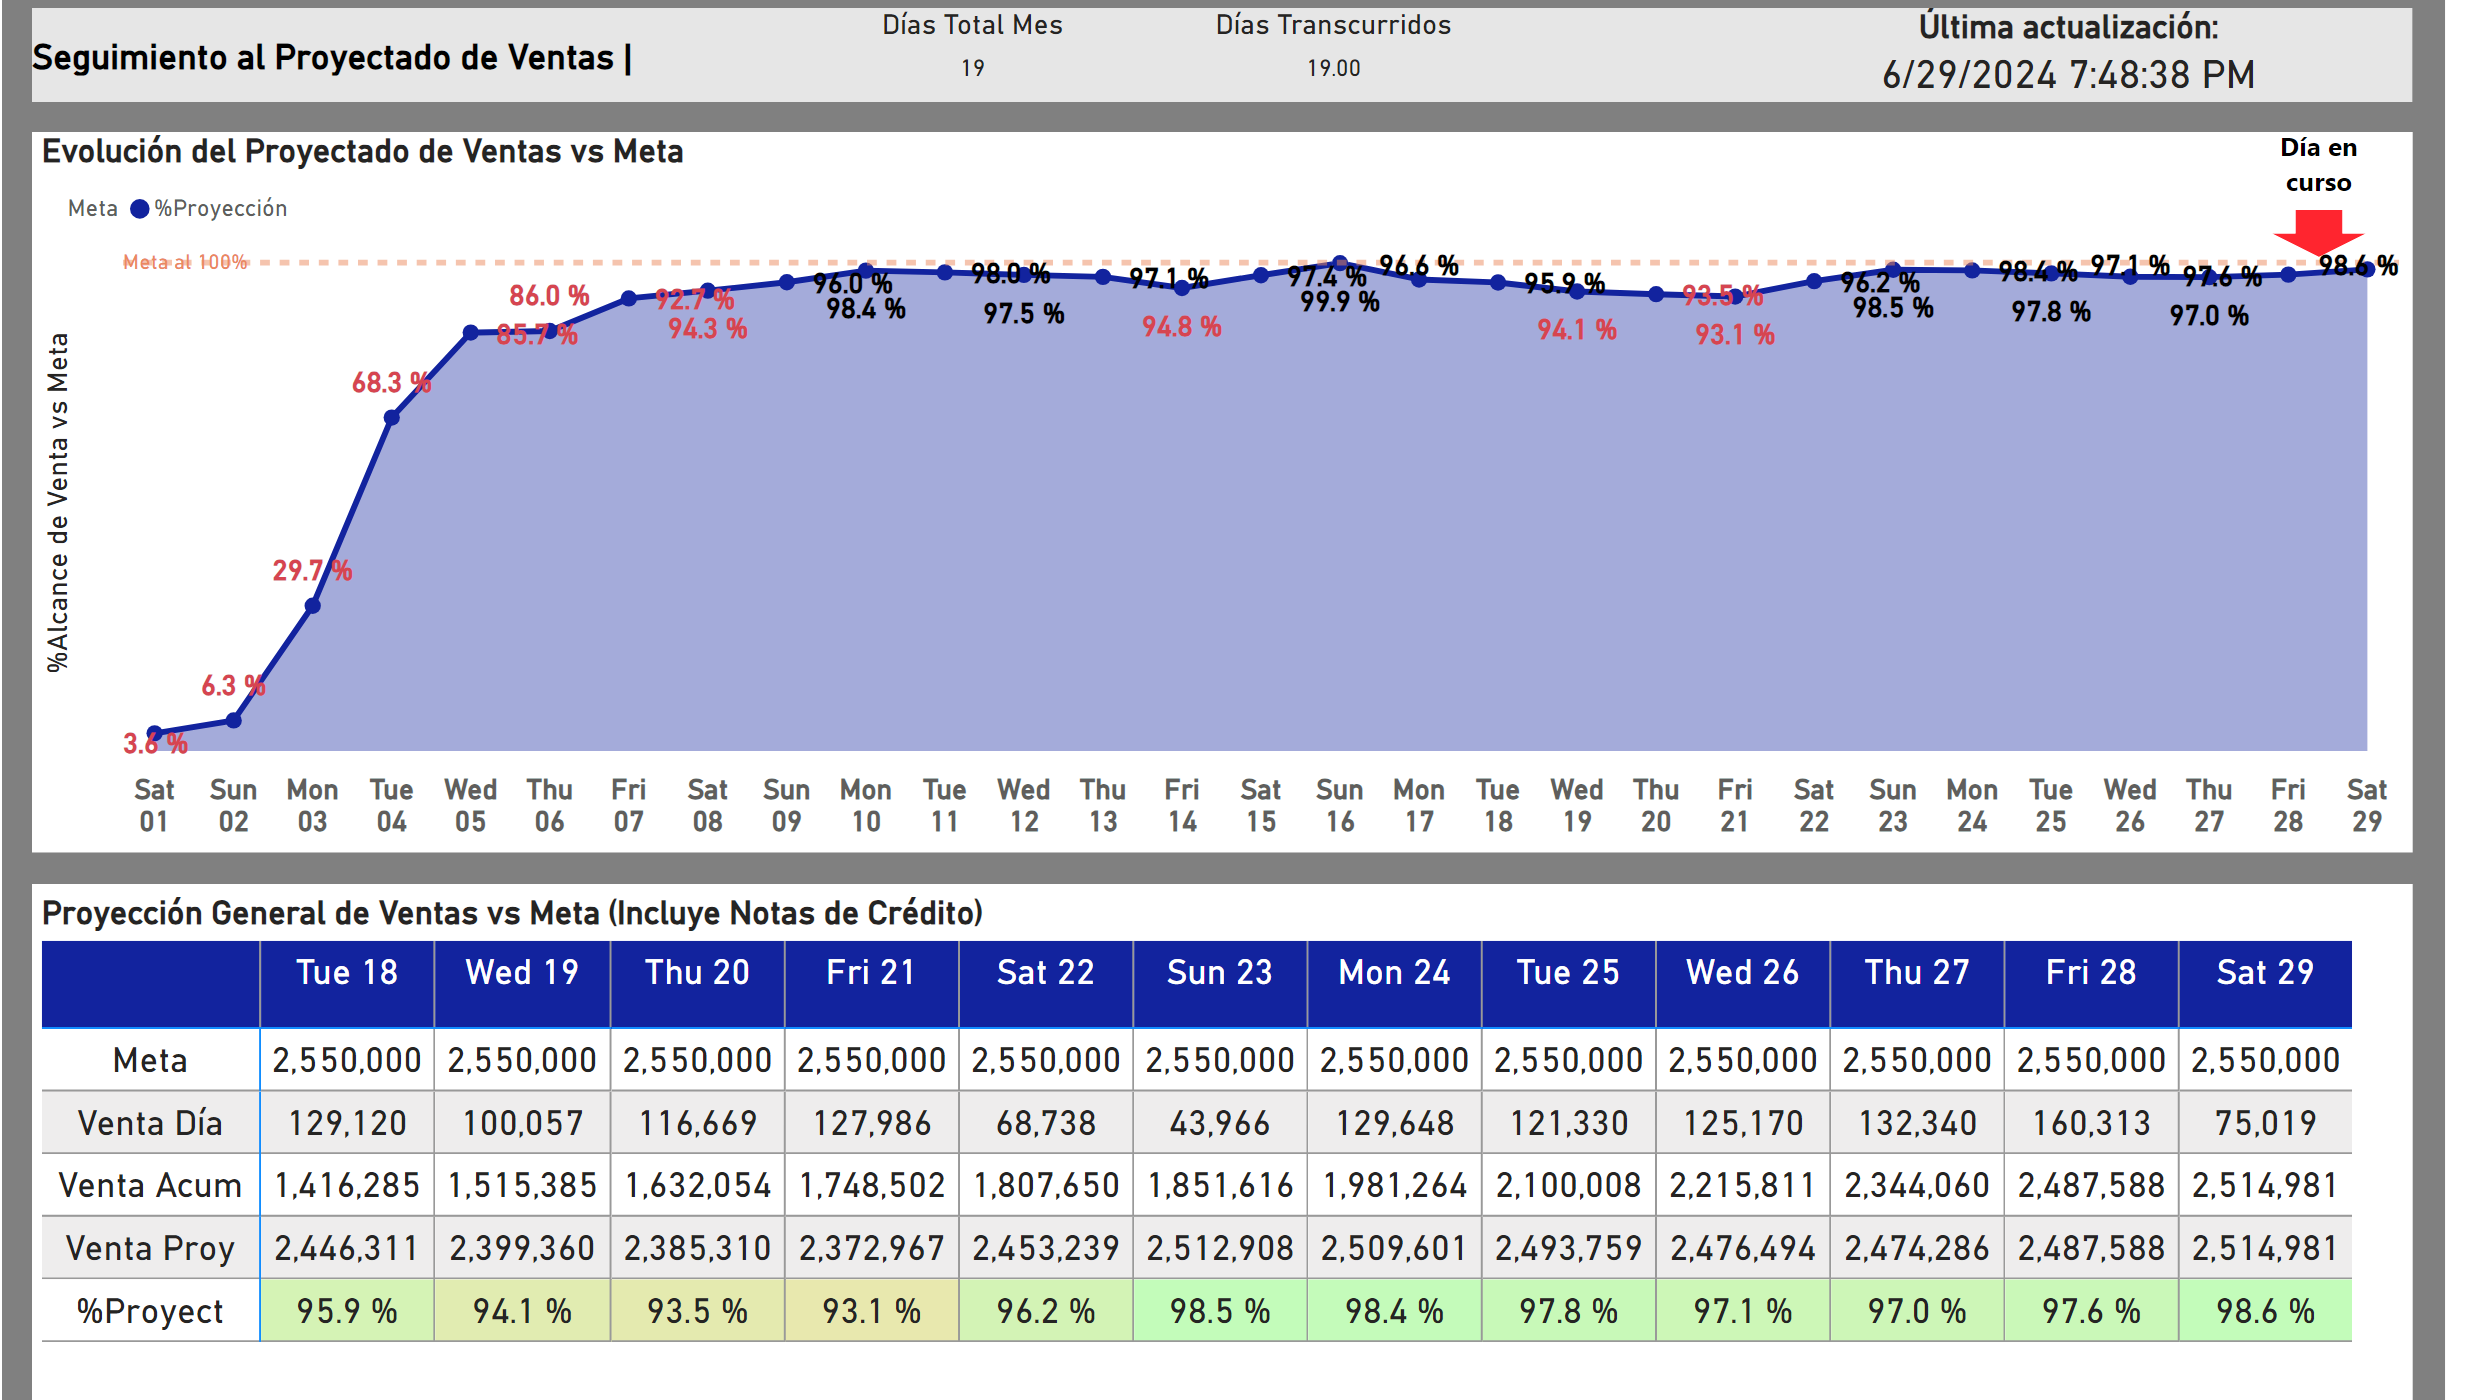 Seguimiento al Proyectado de Ventas |
Días Total Mes
19
Días Transcurridos
19.00
Última actualización:
6/29/2024 7:48:38 PM
Evolución del Proyectado de Ventas vs Meta
Día en
curso
Meta %Proyección
Meta al 100%
%Alcance de Venta vs Meta
3.6 %
6.3 %
29.7 %
68.3 %
85.7 %
86.0 %
92.7 %
94.3 %
96.0 %
98.4 %
98.0 %
97.5 %
97.1 %
94.8 %
97.4 %
99.9 %
96.6 %
95.9 %
94.1 %
93.5 %
93.1 %
96.2 %
98.5 %
98.4 %
97.8 %
97.1 %
97.0 %
97.6 %
98.6 %
Sat Sun Mon Tue Wed Thu Fri Sat Sun Mon Tue Wed Thu Fri Sat Sun Mon Tue Wed Thu Fri Sat Sun Mon Tue Wed Thu Fri Sat
01 02 03 04 05 06 07 08 09 10 11 12 13 14 15 16 17 18 19 20 21 22 23 24 25 26 27 28 29
Proyección General de Ventas vs Meta (Incluye Notas de Crédito)
Tue 18 Wed 19 Thu 20 Fri 21 Sat 22 Sun 23 Mon 24 Tue 25 Wed 26 Thu 27 Fri 28 Sat 29
Meta 2,550,000 2,550,000 2,550,000 2,550,000 2,550,000 2,550,000 2,550,000 2,550,000 2,550,000 2,550,000 2,550,000 2,550,000
Venta Día 129,120 100,057 116,669 127,986 68,738 43,966 129,648 121,330 125,170 132,340 160,313 75,019
Venta Acum 1,416,285 1,515,385 1,632,054 1,748,502 1,807,650 1,851,616 1,981,264 2,100,008 2,215,811 2,344,060 2,487,588 2,514,981
Venta Proy 2,446,311 2,399,360 2,385,310 2,372,967 2,453,239 2,512,908 2,509,601 2,493,759 2,476,494 2,474,286 2,487,588 2,514,981
%Proyect 95.9 % 94.1 % 93.5 % 93.1 % 96.2 % 98.5 % 98.4 % 97.8 % 97.1 % 97.0 % 97.6 % 98.6 %